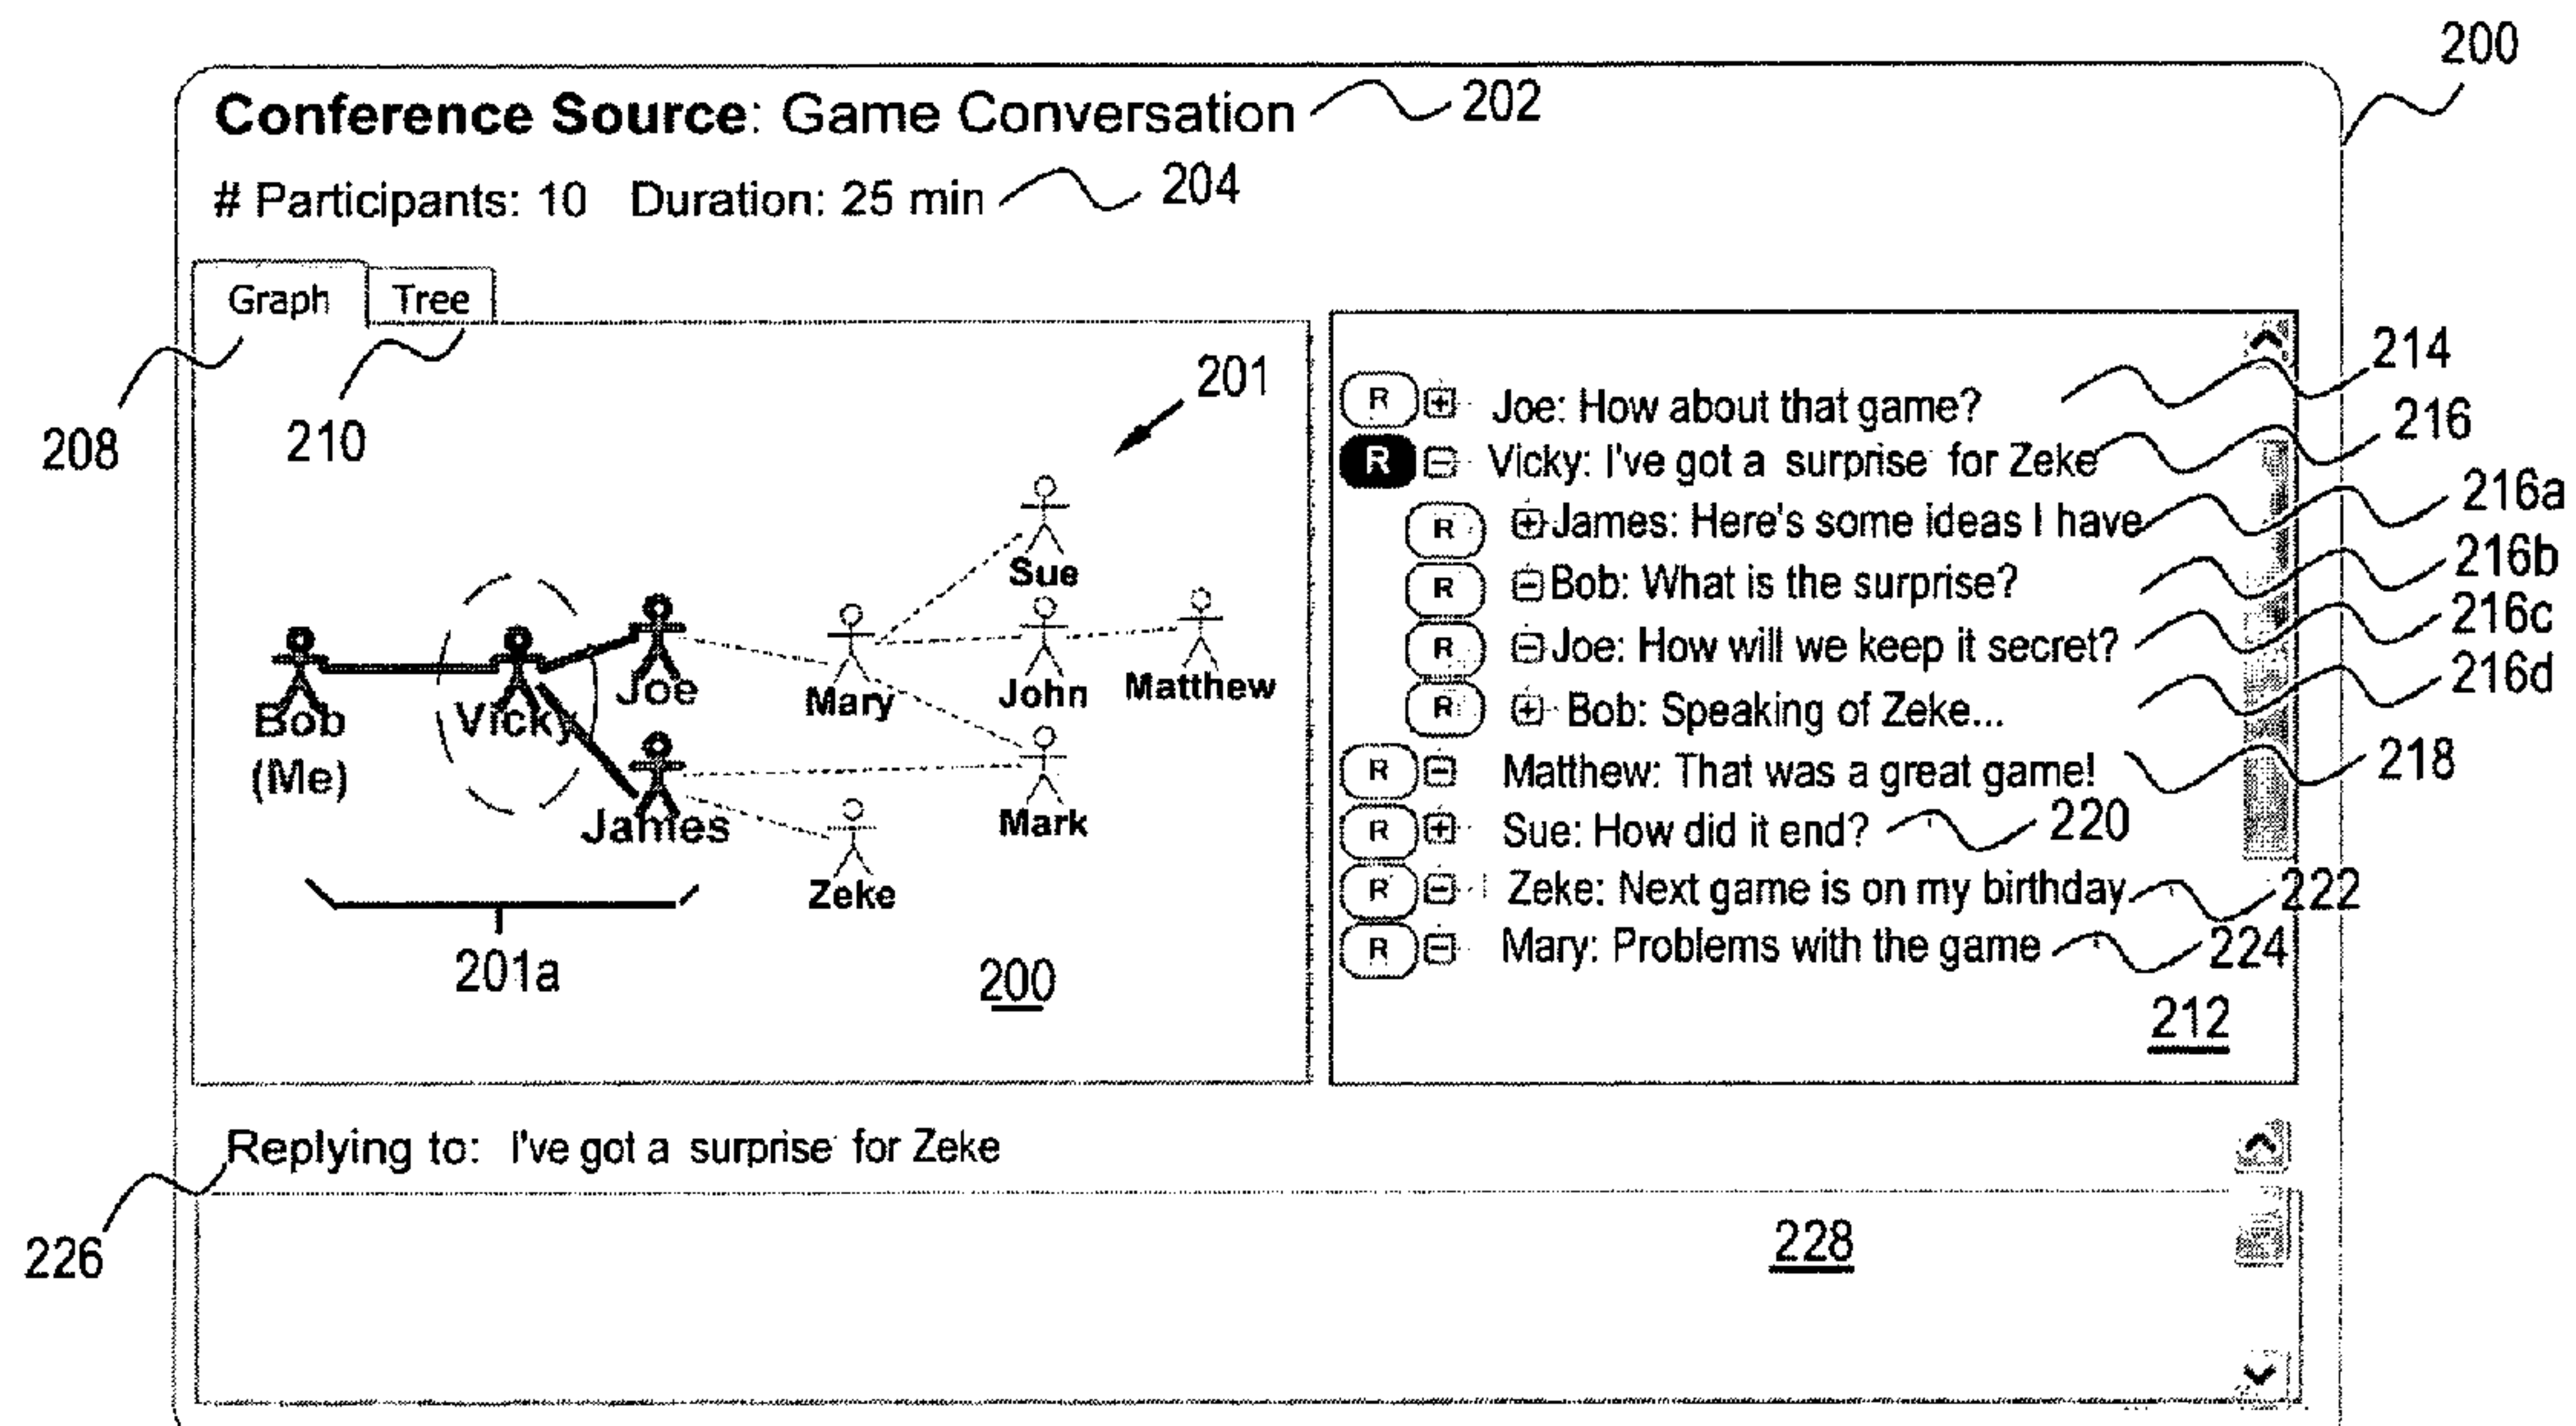 200
Conference Source: Game Conversation 202
# Participants: 10 Duration: 25 min 204
Graph Tree
208
210
201
Sue
Joe
Mary
John
Matthew
Bob
(Me)
Vicky
James
Mark
Zeke
201a
200
R Joe: How about that game? 214
R Vicky: I've got a surprise for Zeke 216
R James: Here's some ideas I have 216a
R Bob: What is the surprise? 216b
R Joe: How will we keep it secret? 216c
R Bob: Speaking of Zeke... 216d
R Matthew: That was a great game! 218
R Sue: How did it end? 220
R Zeke: Next game is on my birthday 222
R Mary: Problems with the game 224
212
Replying to: I've got a surprise for Zeke
226
228